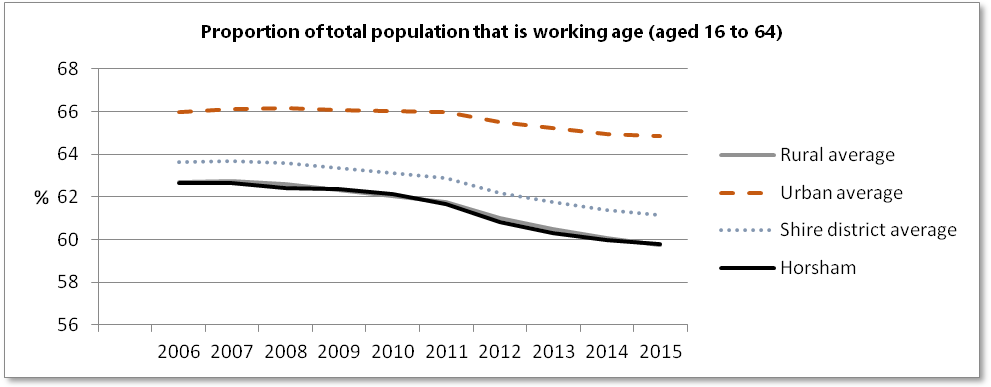 Proportion of total population that is working age (aged 16 to 64)
68
66
64
62
60
58
56
%
2006 2007 2008 2009 2010 2011 2012 2013 2014 2015
Rural average
Urban average
Shire district average
Horsham